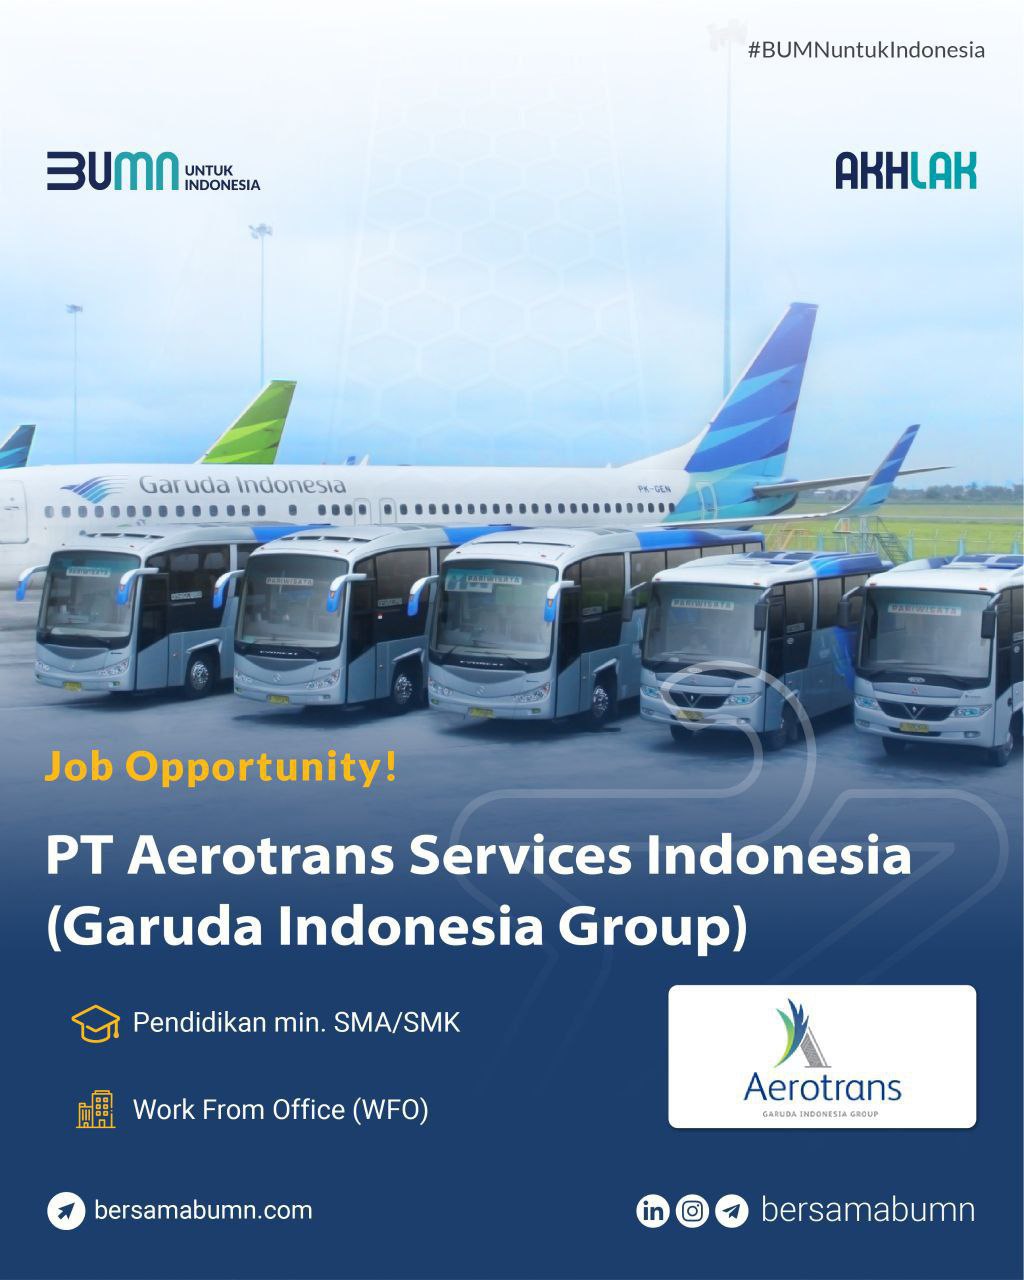 #BUMNuntukIndonesia
BUMN UNTUK INDONESIA
AKHLAK
Garuda Indonesia
PK-GEN
PARIWISATA
PARIWISATA
PARIWISATA
PARIWISATA
PARIWISATA
Job Opportunity!
PT Aerotrans Services Indonesia
(Garuda Indonesia Group)
Pendidikan min. SMA/SMK
Work From Office (WFO)
Aerotrans
GARUDA INDONESIA GROUP
bersamabumn.com
bersamabumn